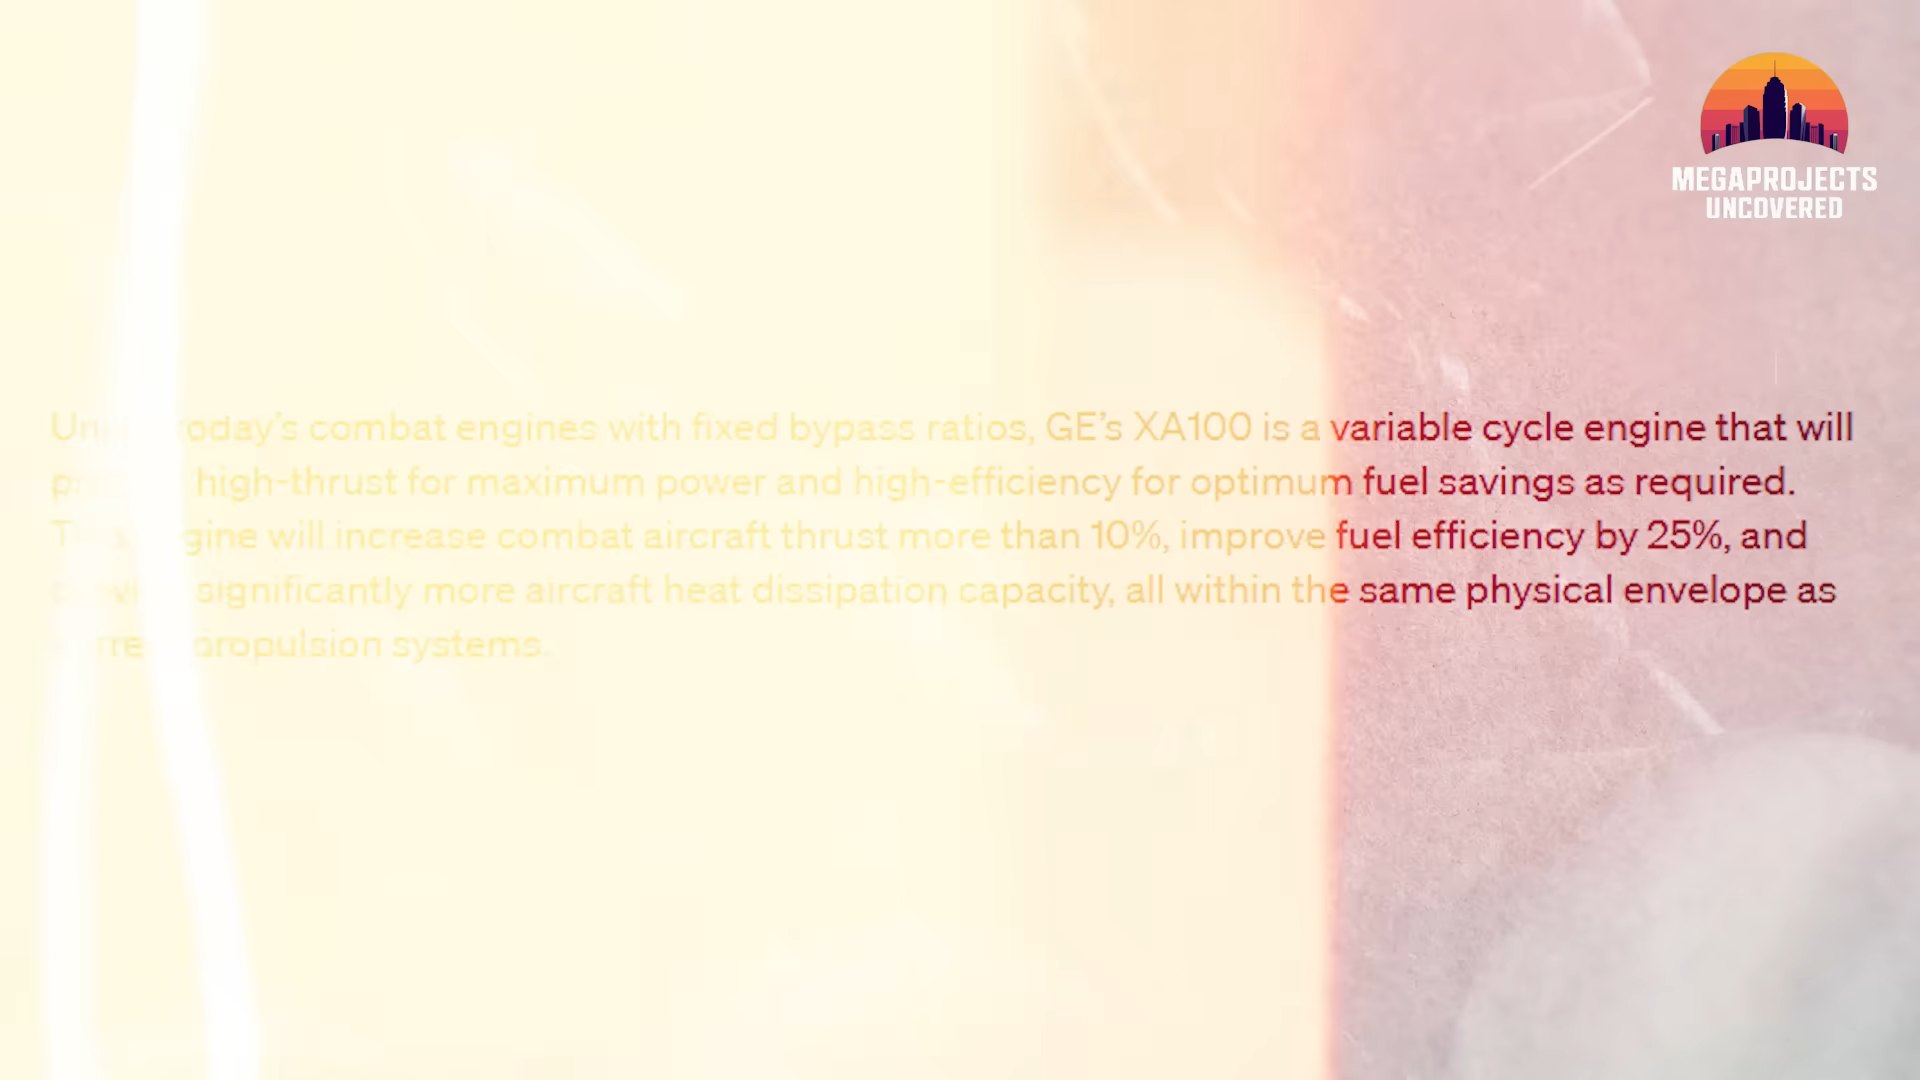 MEGAPROJECTS
UNCOVERED
today's combat engines with fixed bypass ratios, GE's XA100 is a variable cycle engine that will
high-thrust for maximum power and high-efficiency for optimum fuel savings as required.
will increase combat aircraft thrust more than 10%, improve fuel efficiency by 25%, and
significantly more aircraft heat dissipation capacity, all within the same physical envelope as
propulsion systems.